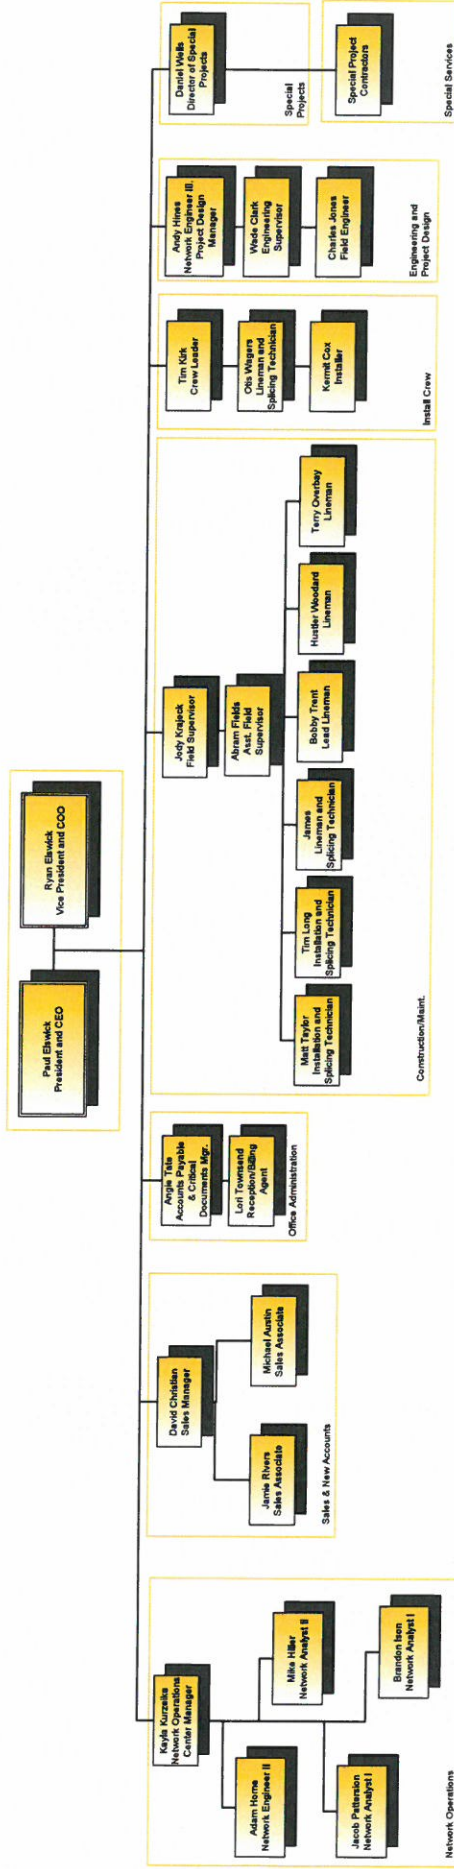 Paul Elswick
President and CEO
Ryan Elswick
Vice President and COO
Kayla Kurzeika
Network Operations
Center Manager
Adam Horne
Network Engineer II
Mike Hiller
Network Analyst II
Jacob Patterson
Network Analyst I
Brandon Ison
Network Analyst I
Network Operations
David Christian
Sales Manager
Jamie Rivers
Sales Associate
Michael Austin
Sales Associate
Sales & New Accounts
Angie Tate
Accounts Payable
& Critical
Documents Mgr.
Lori Townsend
Reception/Billing
Agent
Office Administration
Jody Krajeck
Field Supervisor
Abram Fields
Asst. Field
Supervisor
Matt Taylor
Installation and
Splicing Technician
Tim Long
Installation and
Splicing Technician
James
Lineman and
Splicing Technician
Bobby Trent
Lead Lineman
Hustler Woodard
Lineman
Terry Overbay
Lineman
Construction/Maint.
Tim Kirk
Crew Leader
Otis Wagers
Lineman and
Splicing Technician
Kermit Cox
Installer
Install Crew
Andy Hines
Network Engineer III,
Project Design
Manager
Wade Clark
Engineering
Supervisor
Charles Jones
Field Engineer
Engineering and
Project Design
Daniel Wells
Director of Special
Projects
Special
Projects
Special Project
Contractors
Special Services